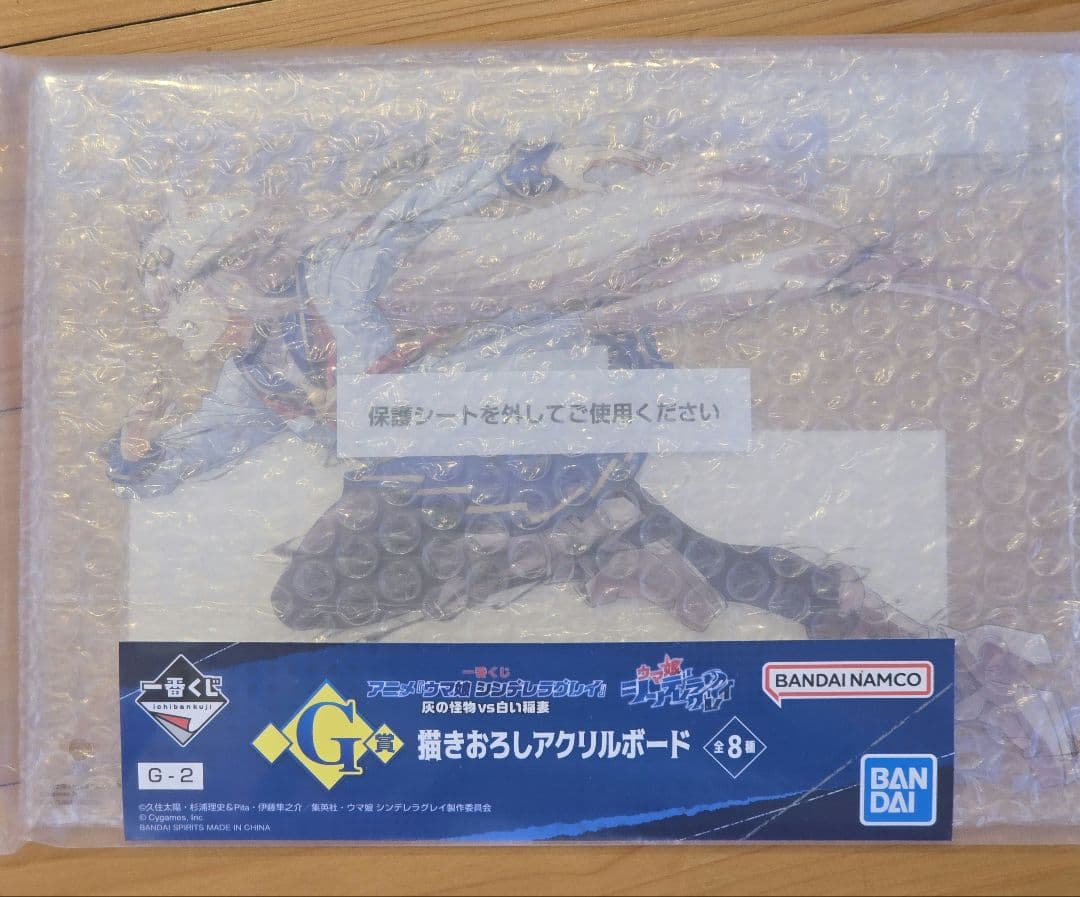 保護シートを外してご使用ください
一番くじ
ichibankuji
G賞
G-2
一番くじ
アニメ『ウマ娘 シンデレラグレイ』
灰の怪物vs白い稲妻
ウマ娘
シンデレラグレイ
描きおろしアクリルボード
全8種
BANDAI NAMCO
BAN
DAI
©久住太陽・杉浦理史&Pita・伊藤隼之介/集英社・ウマ娘 シンデレラグレイ製作委員会
© Cygames, Inc
BANDAI SPIRITS MADE IN CHINA